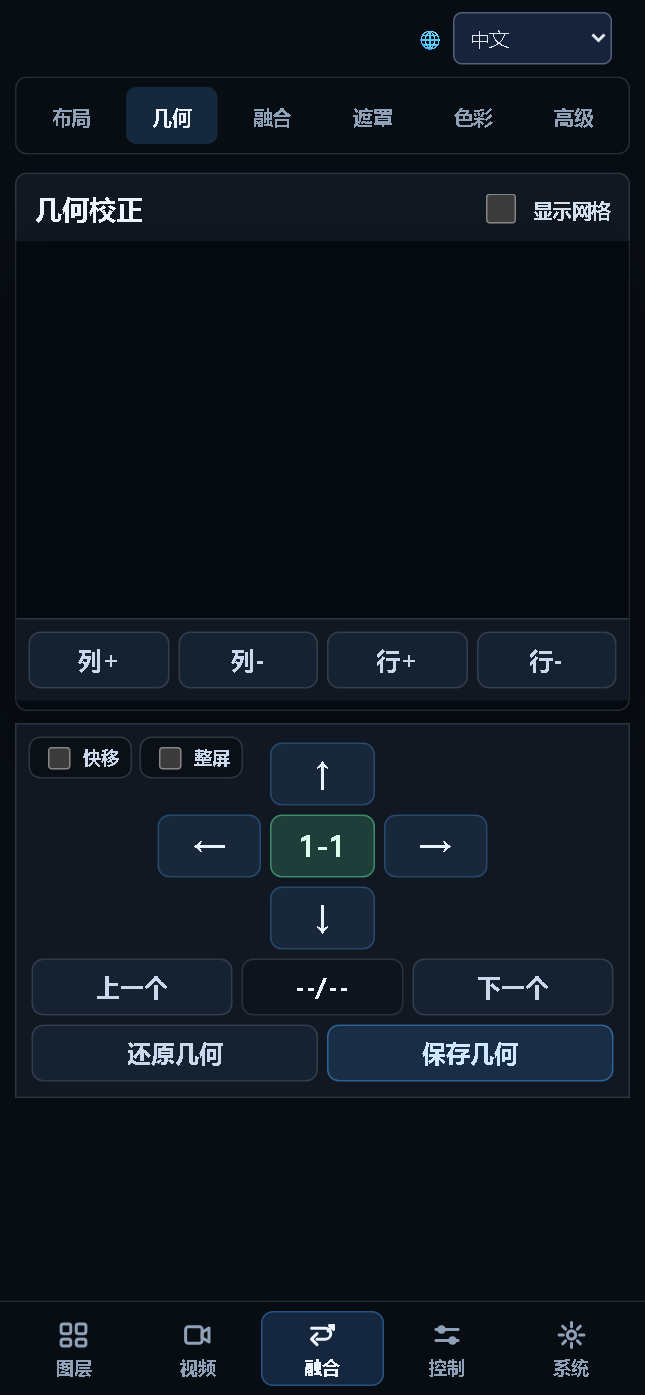 中文
布局 几何 融合 遮罩 色彩 高级
几何校正 显示网格
列+ 列- 行+ 行-
快移 整屏 ↑
← 1-1 →
↓
上一个 --/-- 下一个
还原几何 保存几何
图层 视频 融合 控制 系统